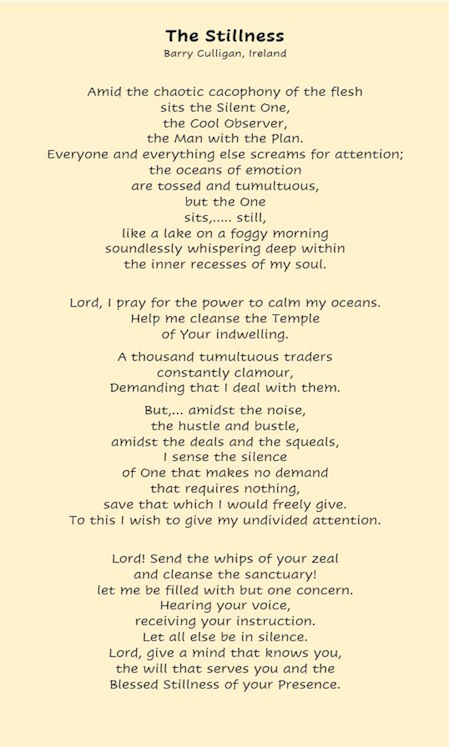 The Stillness
Barry Culligan, Ireland
Amid the chaotic cacophony of the flesh
sits the Silent One,
the Cool Observer,
the Man with the Plan.
Everyone and everything else screams for attention;
the oceans of emotion
are tossed and tumultuous,
but the One
sits,..... still,
like a lake on a foggy morning
soundlessly whispering deep within
the inner recesses of my soul.
Lord, I pray for the power to calm my oceans.
Help me cleanse the Temple
of Your indwelling.
A thousand tumultuous traders
constantly clamour,
Demanding that I deal with them.
But,... amidst the noise,
the hustle and bustle,
amidst the deals and the squeals,
I sense the silence
of One that makes no demand
that requires nothing,
save that which I would freely give.
To this I wish to give my undivided attention.
Lord! Send the whips of your zeal
and cleanse the sanctuary!
let me be filled with but one concern.
Hearing your voice,
receiving your instruction.
Let all else be in silence.
Lord, give a mind that knows you,
the will that serves you and the
Blessed Stillness of your Presence.